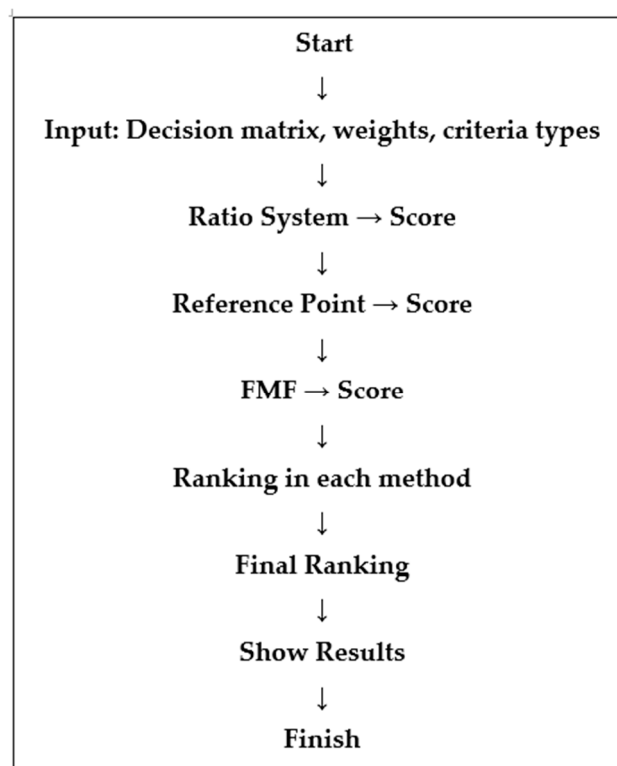 Start
↓
Input: Decision matrix, weights, criteria types
↓
Ratio System → Score
↓
Reference Point → Score
↓
FMF → Score
↓
Ranking in each method
↓
Final Ranking
↓
Show Results
↓
Finish